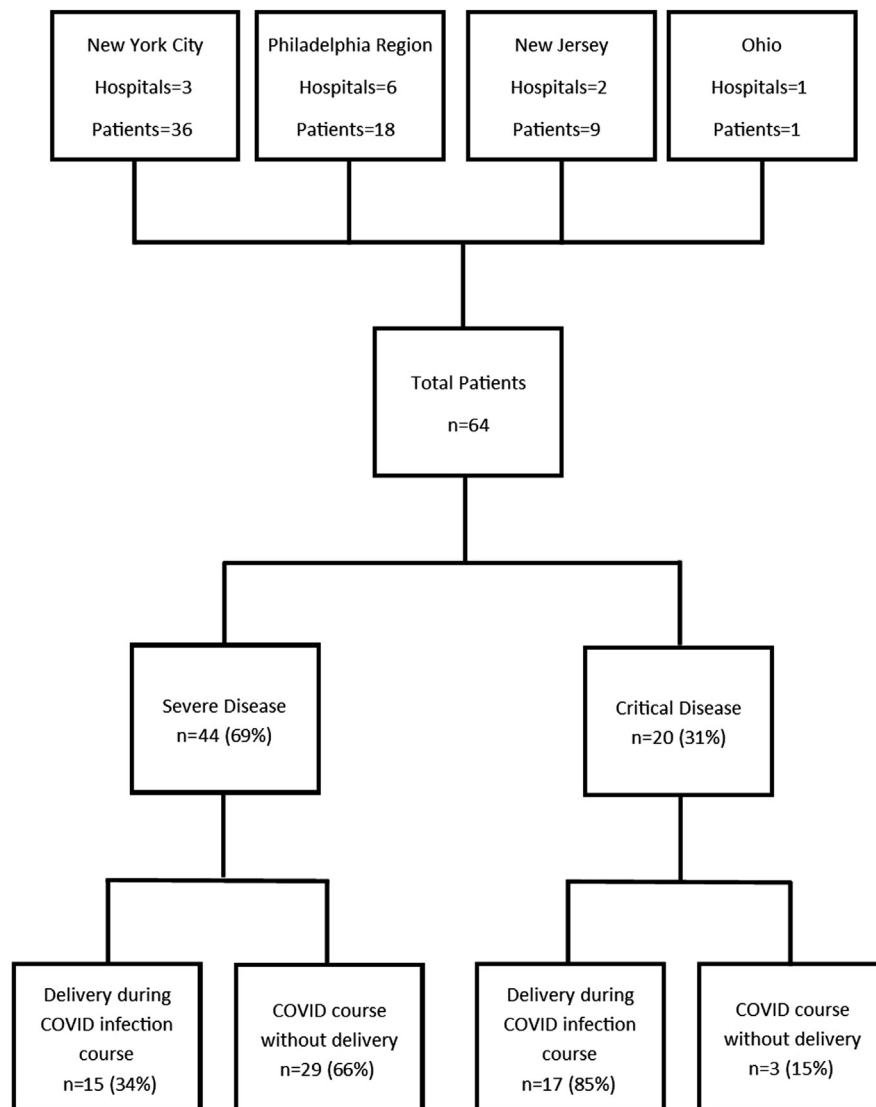 New York City
Hospitals=3
Patients=36
Philadelphia Region
Hospitals=6
Patients=18
New Jersey
Hospitals=2
Patients=9
Ohio
Hospitals=1
Patients=1
Total Patients
n=64
Severe Disease
n=44 (69%)
Critical Disease
n=20 (31%)
Delivery during
COVID infection
course
n=15 (34%)
COVID course
without delivery
n=29 (66%)
Delivery during
COVID infection
course
n=17 (85%)
COVID course
without delivery
n=3 (15%)